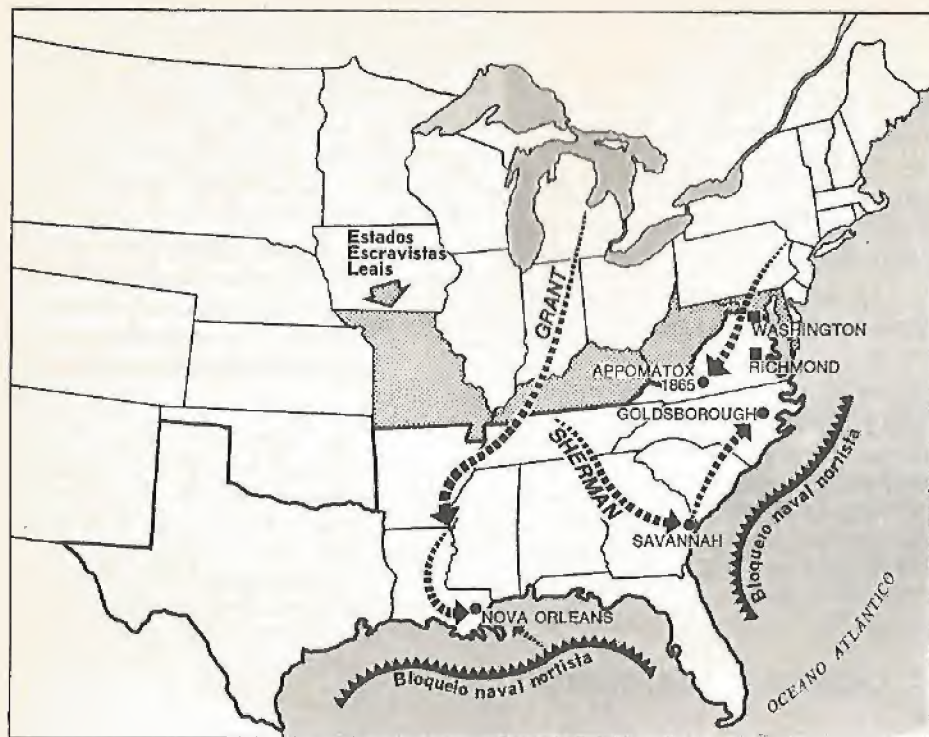 Estados
Escravistas
Leais
GRANT
WASHINGTON
RICHMOND
APPOMATOX
1865
GOLDSBOROUGH
SHERMAN
SAVANNAH
NOVA ORLEANS
Bloqueio naval nortista
Bloqueio naval nortista
OCEANO ATLÂNTICO